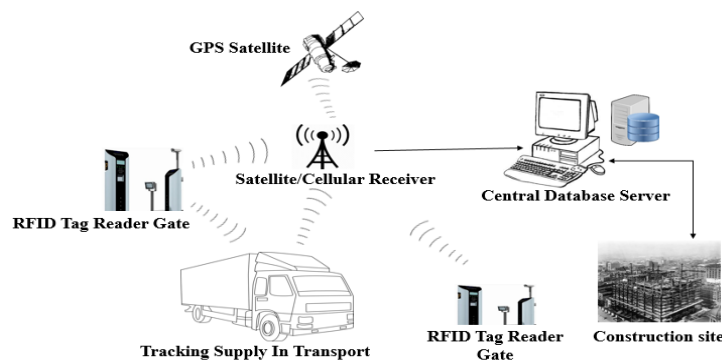 GPS Satellite
Satellite/Cellular Receiver
Central Database Server
RFID Tag Reader Gate
Tracking Supply In Transport
RFID Tag Reader
Gate
Construction site